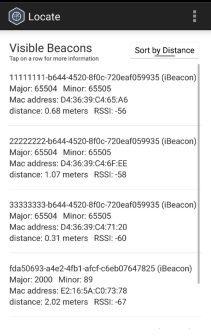 Locate
Visible Beacons
Sort by Distance
Tap on a row for more information
11111111-b644-4520-8f0c-720eaf059935 (iBeacon)
Major: 65504 Minor: 65505
Mac address: D4:36:39:C4:65:A6
distance: 0.68 meters RSSI: -56
22222222-b644-4520-8f0c-720eaf059935 (iBeacon)
Major: 65504 Minor: 65505
Mac address: D4:36:39:C4:6F:EE
distance: 1.07 meters RSSI: -58
33333333-b644-4520-8f0c-720eaf059935 (iBeacon)
Major: 65504 Minor: 65505
Mac address: D4:36:39:C4:71:20
distance: 0.31 meters RSSI: -60
fda50693-a4e2-4fb1-afcf-c6eb07647825 (iBeacon)
Major: 2000 Minor: 89
Mac address: E2:16:5A:C0:73:78
distance: 2.02 meters RSSI: -67